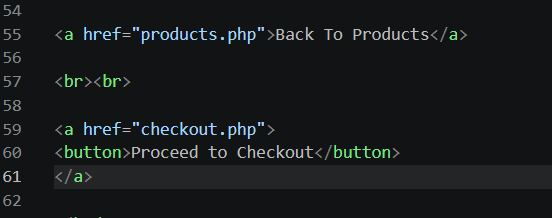 54
55 <a href="products.php">Back To Products</a>
56
57 <br><br>
58
59 <a href="checkout.php">
60 <button>Proceed to Checkout</button>
61 </a>
62